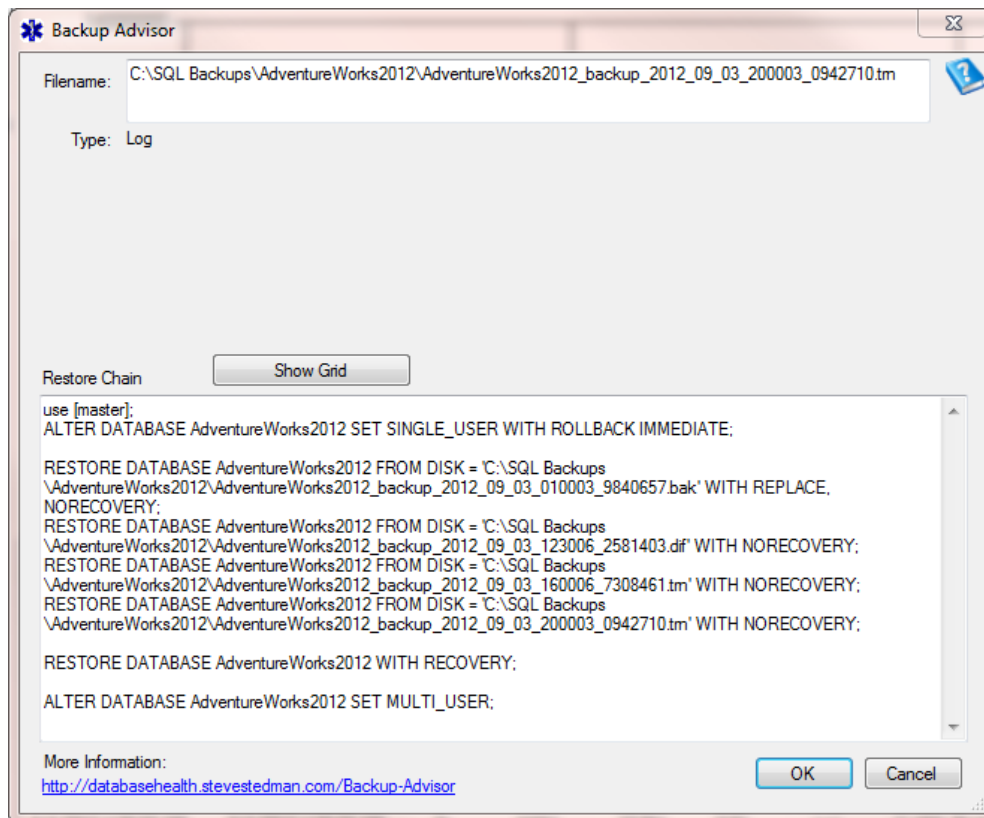 Backup Advisor
Filename:
C:\SQL Backups\AdventureWorks2012\AdventureWorks2012_backup_2012_09_03_200003_0942710.trn
Type: Log
Restore Chain
Show Grid
use [master];
ALTER DATABASE AdventureWorks2012 SET SINGLE_USER WITH ROLLBACK IMMEDIATE;
RESTORE DATABASE AdventureWorks2012 FROM DISK = 'C:\SQL Backups
\AdventureWorks2012\AdventureWorks2012_backup_2012_09_03_010003_9840657.bak' WITH REPLACE,
NORECOVERY;
RESTORE DATABASE AdventureWorks2012 FROM DISK = 'C:\SQL Backups
\AdventureWorks2012\AdventureWorks2012_backup_2012_09_03_123006_2581403.dif' WITH NORECOVERY;
RESTORE DATABASE AdventureWorks2012 FROM DISK = 'C:\SQL Backups
\AdventureWorks2012\AdventureWorks2012_backup_2012_09_03_160006_7308461.trn' WITH NORECOVERY;
RESTORE DATABASE AdventureWorks2012 FROM DISK = 'C:\SQL Backups
\AdventureWorks2012\AdventureWorks2012_backup_2012_09_03_200003_0942710.trn' WITH NORECOVERY;
RESTORE DATABASE AdventureWorks2012 WITH RECOVERY;
ALTER DATABASE AdventureWorks2012 SET MULTI_USER;
More Information:
http://databasehealth.stevestedman.com/Backup-Advisor
OK
Cancel